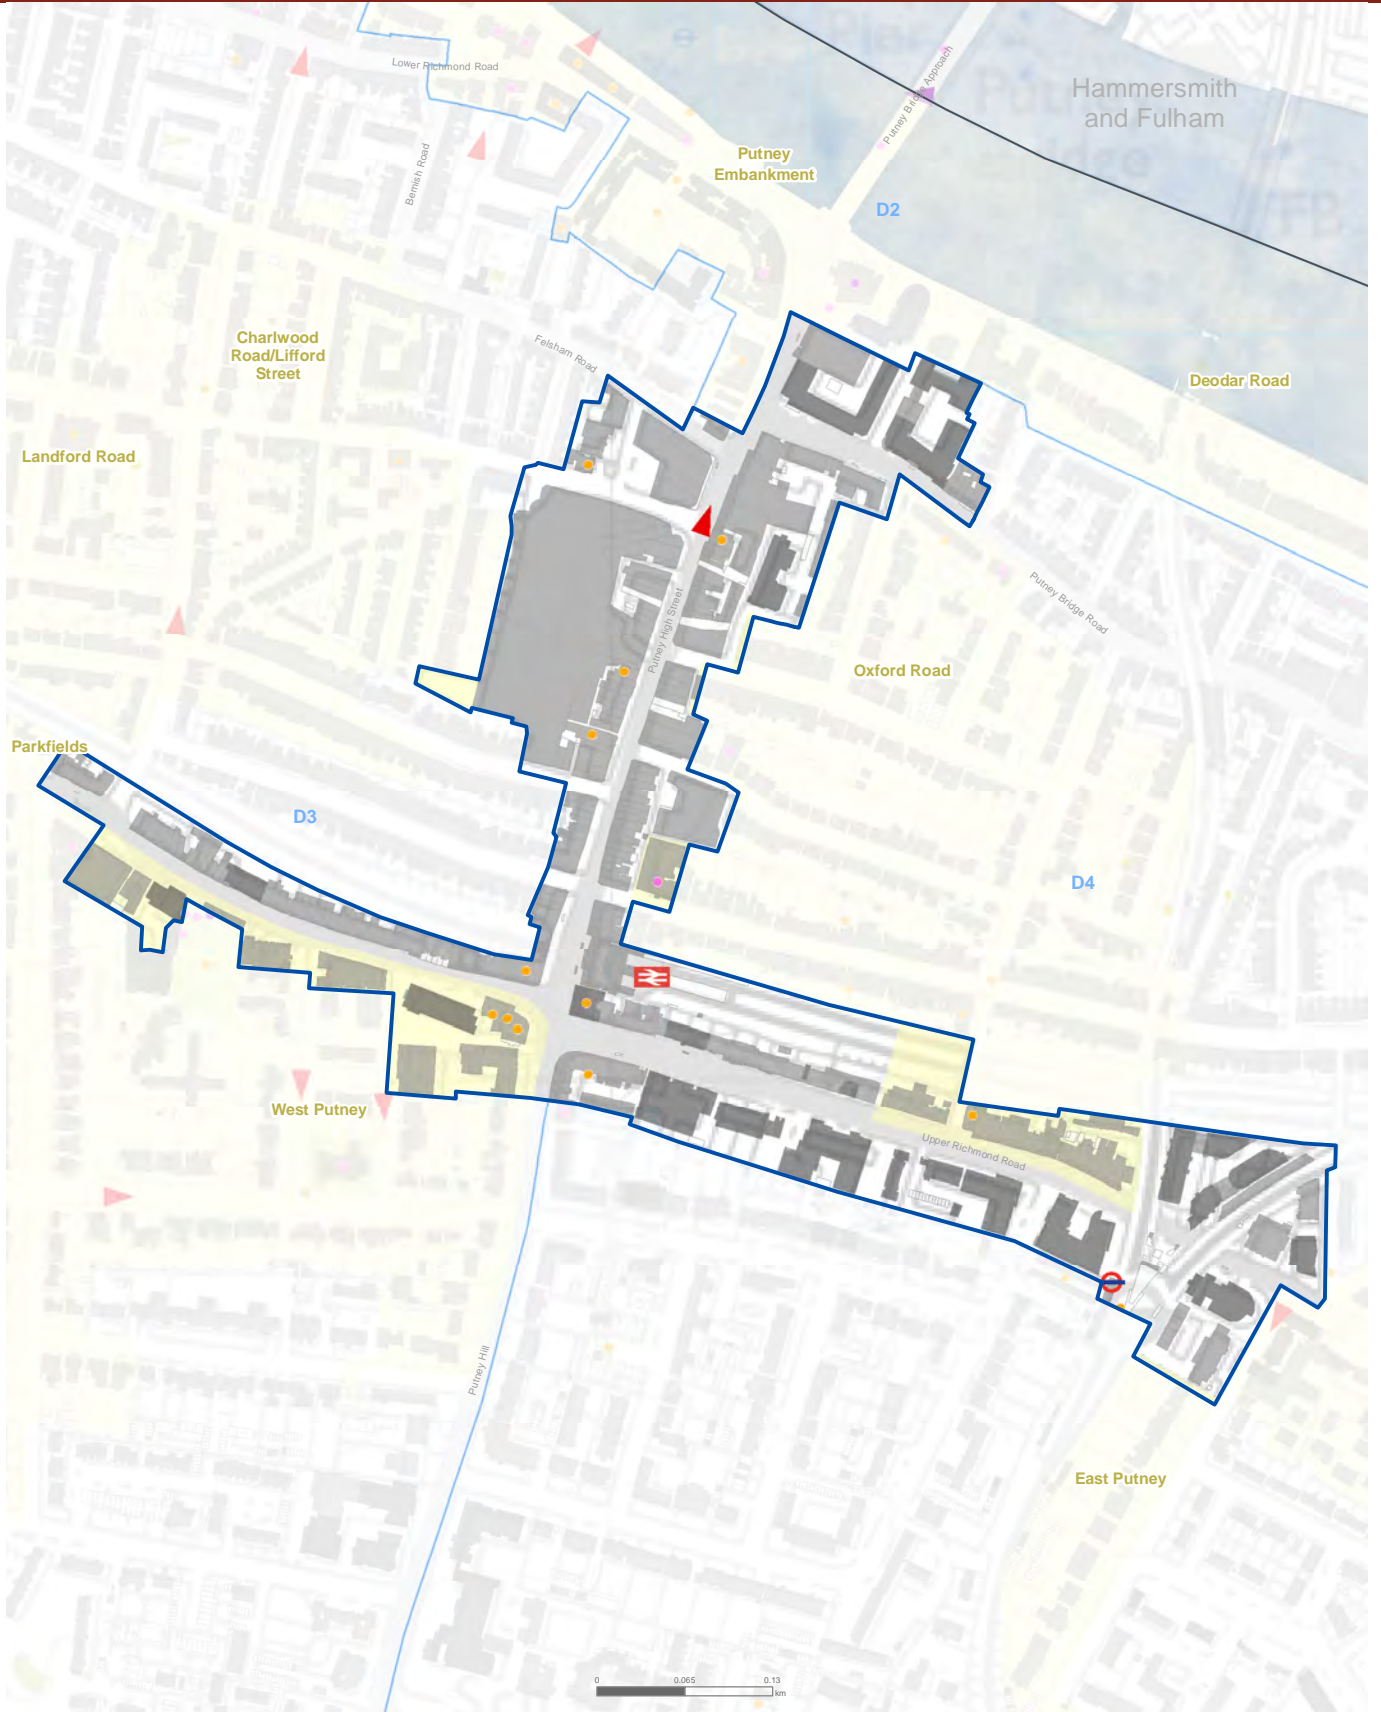 Lower Richmond Road
Putney Bridge Approach
Hammersmith
and Fulham
Bemish Road
Putney
Embankment
D2
Charlwood
Road/Lifford
Street
Felsham Road
Deodar Road
Landford Road
Putney Bridge Road
Putney High Street
Oxford Road
Parkfields
D3
D4
West Putney
Upper Richmond Road
Putney Hill
East Putney
0
0.065
0.13
km